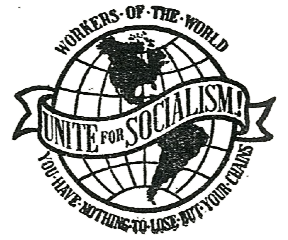 WORKERS·OF·THE·WORLD
UNITE FOR SOCIALISM!
YOU·HAVE·NOTHING·TO·LOSE·BUT·YOUR·CHAINS